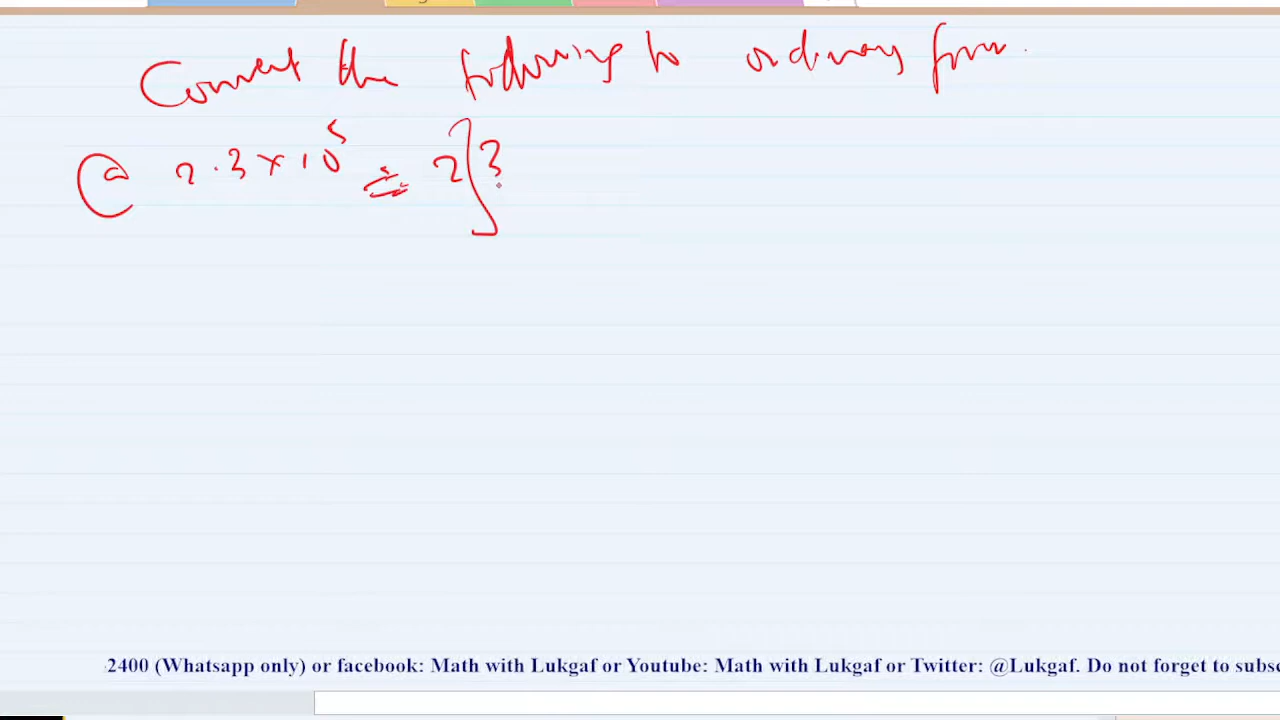 Convert the following to ordinary form.
(a) 2.3 × 10⁵ = 2 } 3
2400 (Whatsapp only) or facebook: Math with Lukgaf or Youtube: Math with Lukgaf or Twitter: @Lukgaf. Do not forget to subsc